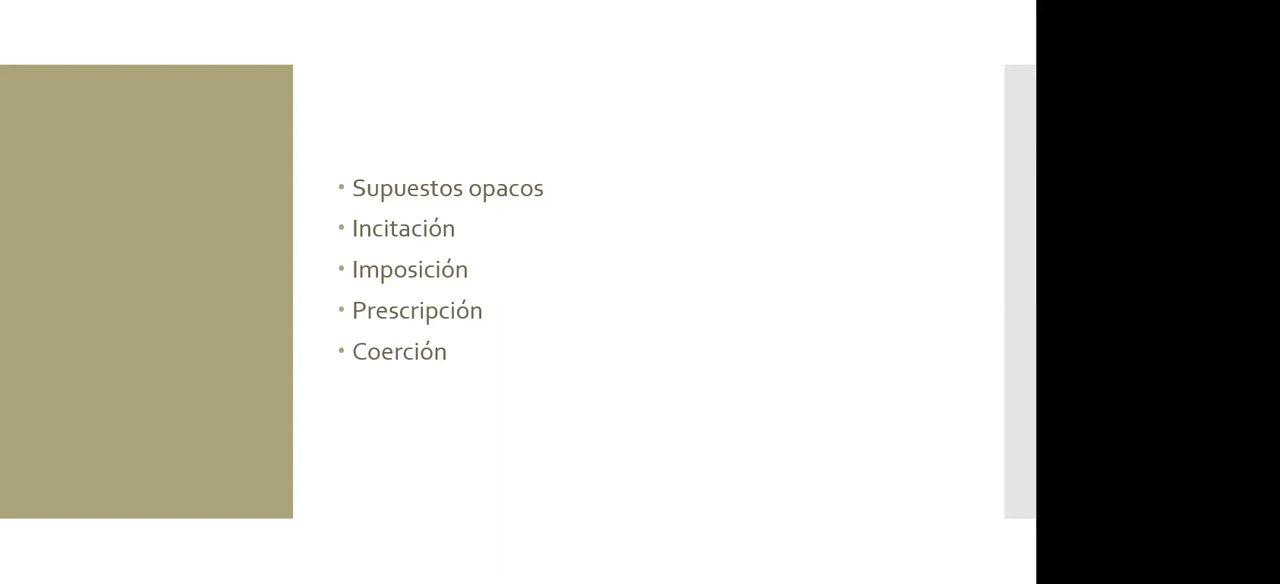 • Supuestos opacos
• Incitación
• Imposición
• Prescripción
• Coerción